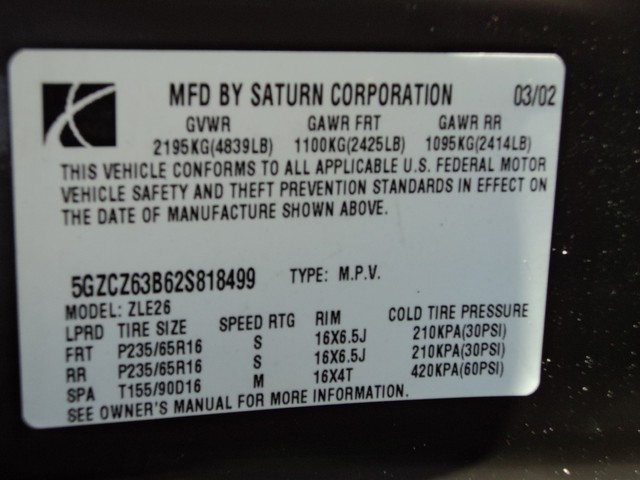 MFD BY SATURN CORPORATION 03/02
GVWR GAWR FRT GAWR RR
2195KG(4839LB) 1100KG(2425LB) 1095KG(2414LB)
THIS VEHICLE CONFORMS TO ALL APPLICABLE U.S. FEDERAL MOTOR
VEHICLE SAFETY AND THEFT PREVENTION STANDARDS IN EFFECT ON
THE DATE OF MANUFACTURE SHOWN ABOVE.
5GZCZ63B62S818499 TYPE: M.P.V.
MODEL: ZLE26
LPRD TIRE SIZE SPEED RTG RIM COLD TIRE PRESSURE
FRT P235/65R16 S 16X6.5J 210KPA(30PSI)
RR P235/65R16 S 16X6.5J 210KPA(30PSI)
SPA T155/90D16 M 16X4T 420KPA(60PSI)
SEE OWNER'S MANUAL FOR MORE INFORMATION.